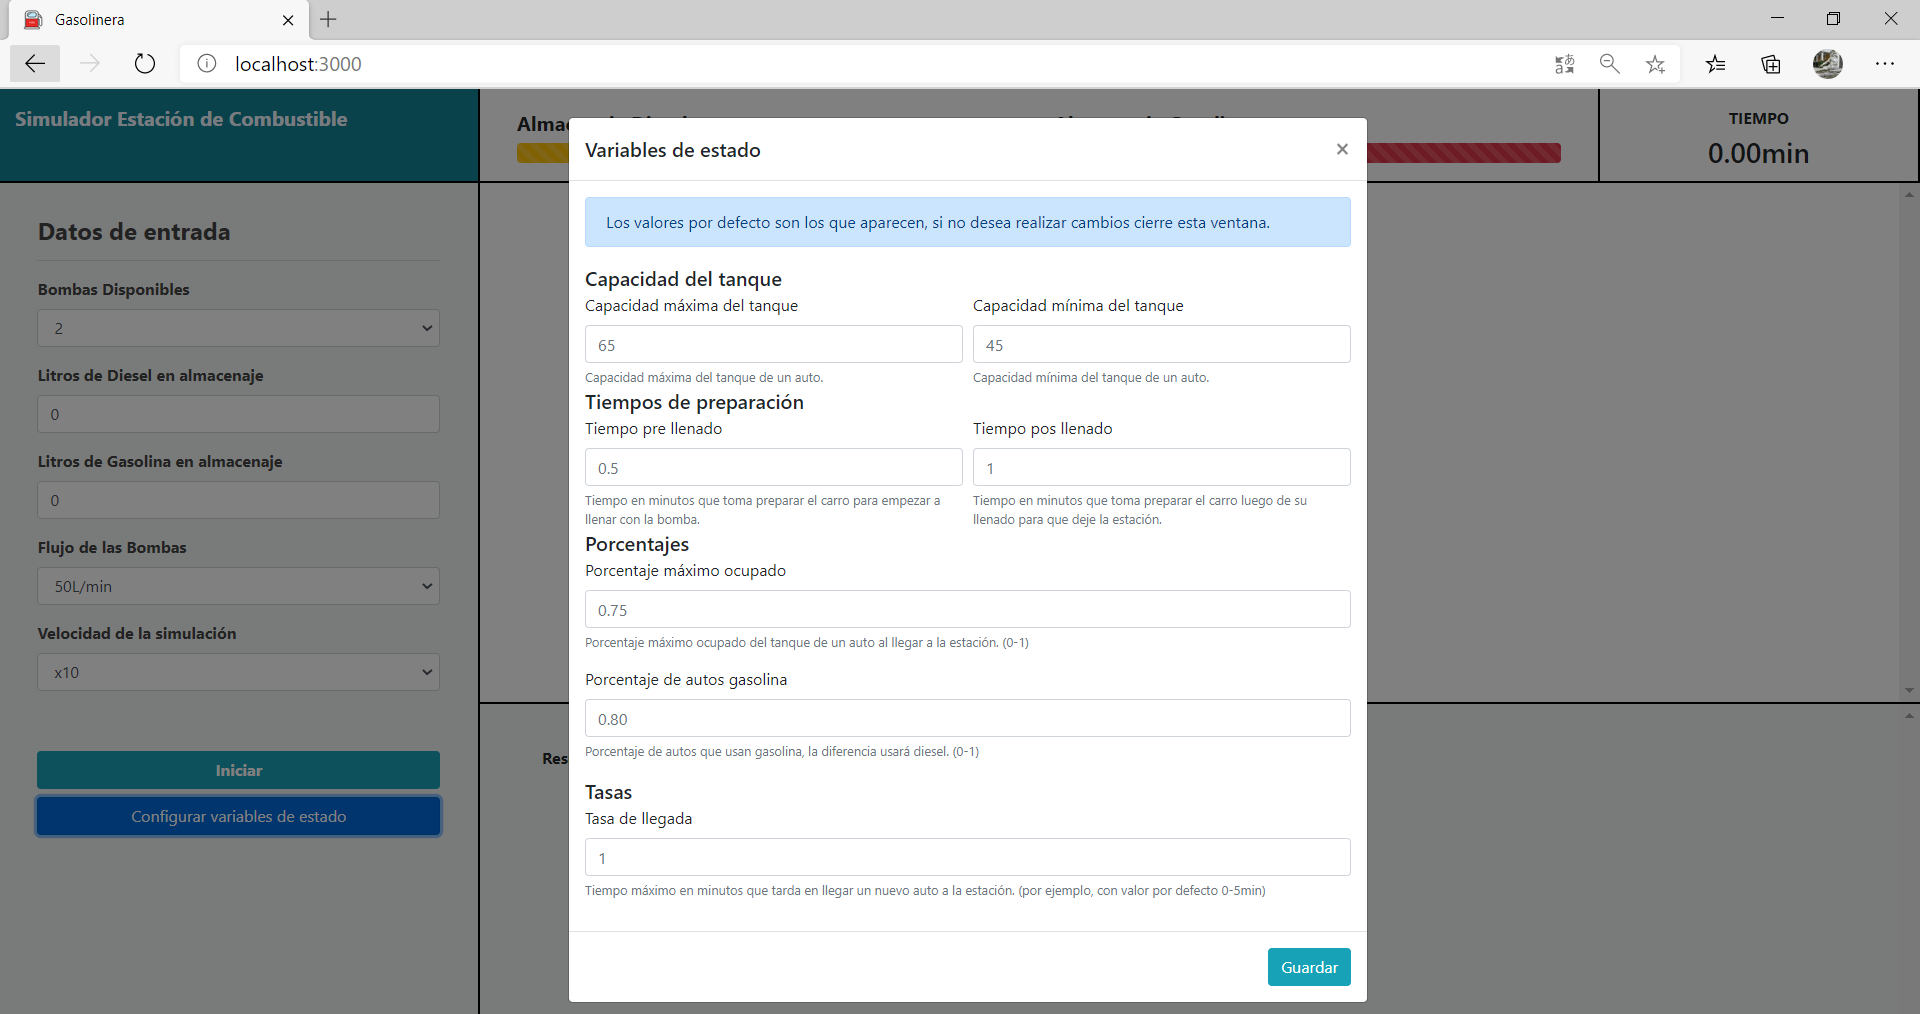 Gasolinera
localhost:3000
Simulador Estación de Combustible
TIEMPO
0.00min
Datos de entrada
Bombas Disponibles
2
Litros de Diesel en almacenaje
0
Litros de Gasolina en almacenaje
0
Flujo de las Bombas
50L/min
Velocidad de la simulación
x10
Iniciar
Configurar variables de estado
Variables de estado
Los valores por defecto son los que aparecen, si no desea realizar cambios cierre esta ventana.
Capacidad del tanque
Capacidad máxima del tanque
Capacidad mínima del tanque
65
45
Capacidad máxima del tanque de un auto.
Capacidad mínima del tanque de un auto.
Tiempos de preparación
Tiempo pre llenado
Tiempo pos llenado
0.5
1
Tiempo en minutos que toma preparar el carro para empezar a
llenar con la bomba.
Tiempo en minutos que toma preparar el carro luego de su
llenado para que deje la estación.
Porcentajes
Porcentaje máximo ocupado
0.75
Porcentaje máximo ocupado del tanque de un auto al llegar a la estación. (0-1)
Porcentaje de autos gasolina
0.80
Porcentaje de autos que usan gasolina, la diferencia usará diesel. (0-1)
Tasas
Tasa de llegada
1
Tiempo máximo en minutos que tarda en llegar un nuevo auto a la estación. (por ejemplo, con valor por defecto 0-5min)
Guardar